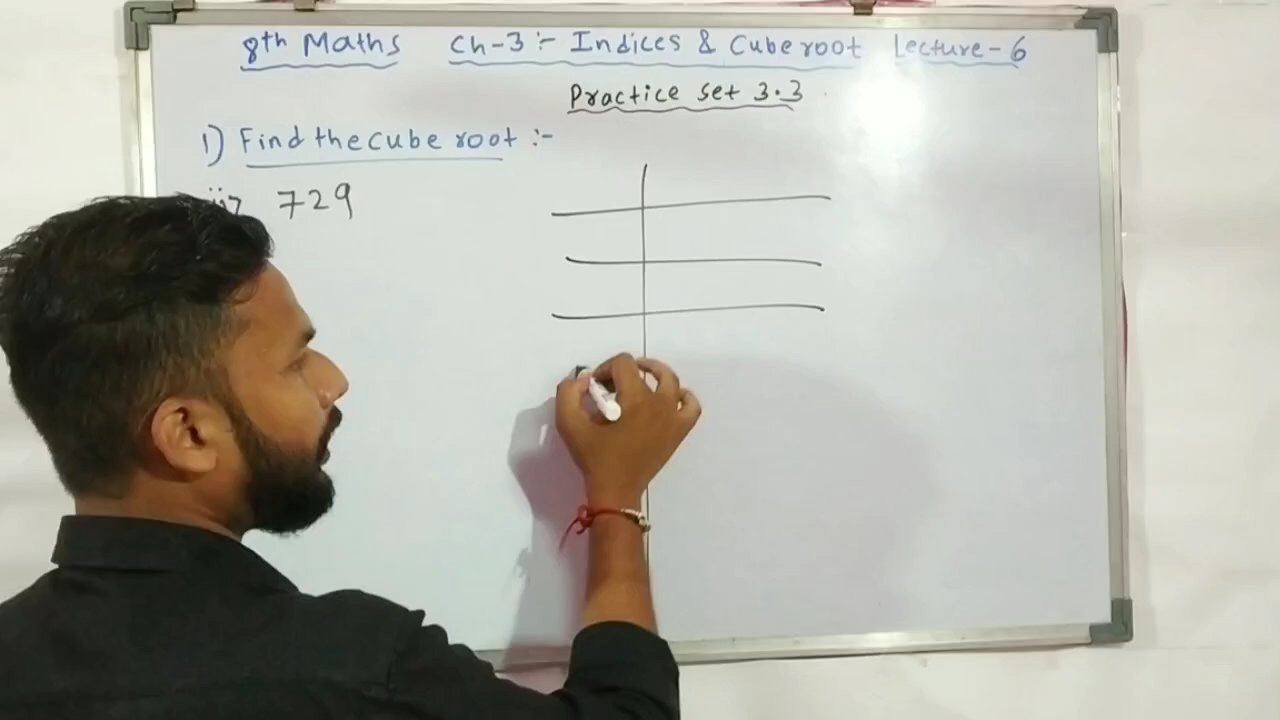 8th Maths Ch-3:- Indices & Cube root Lecture-6
Practice Set 3.3
1) Find the cube root :-
729